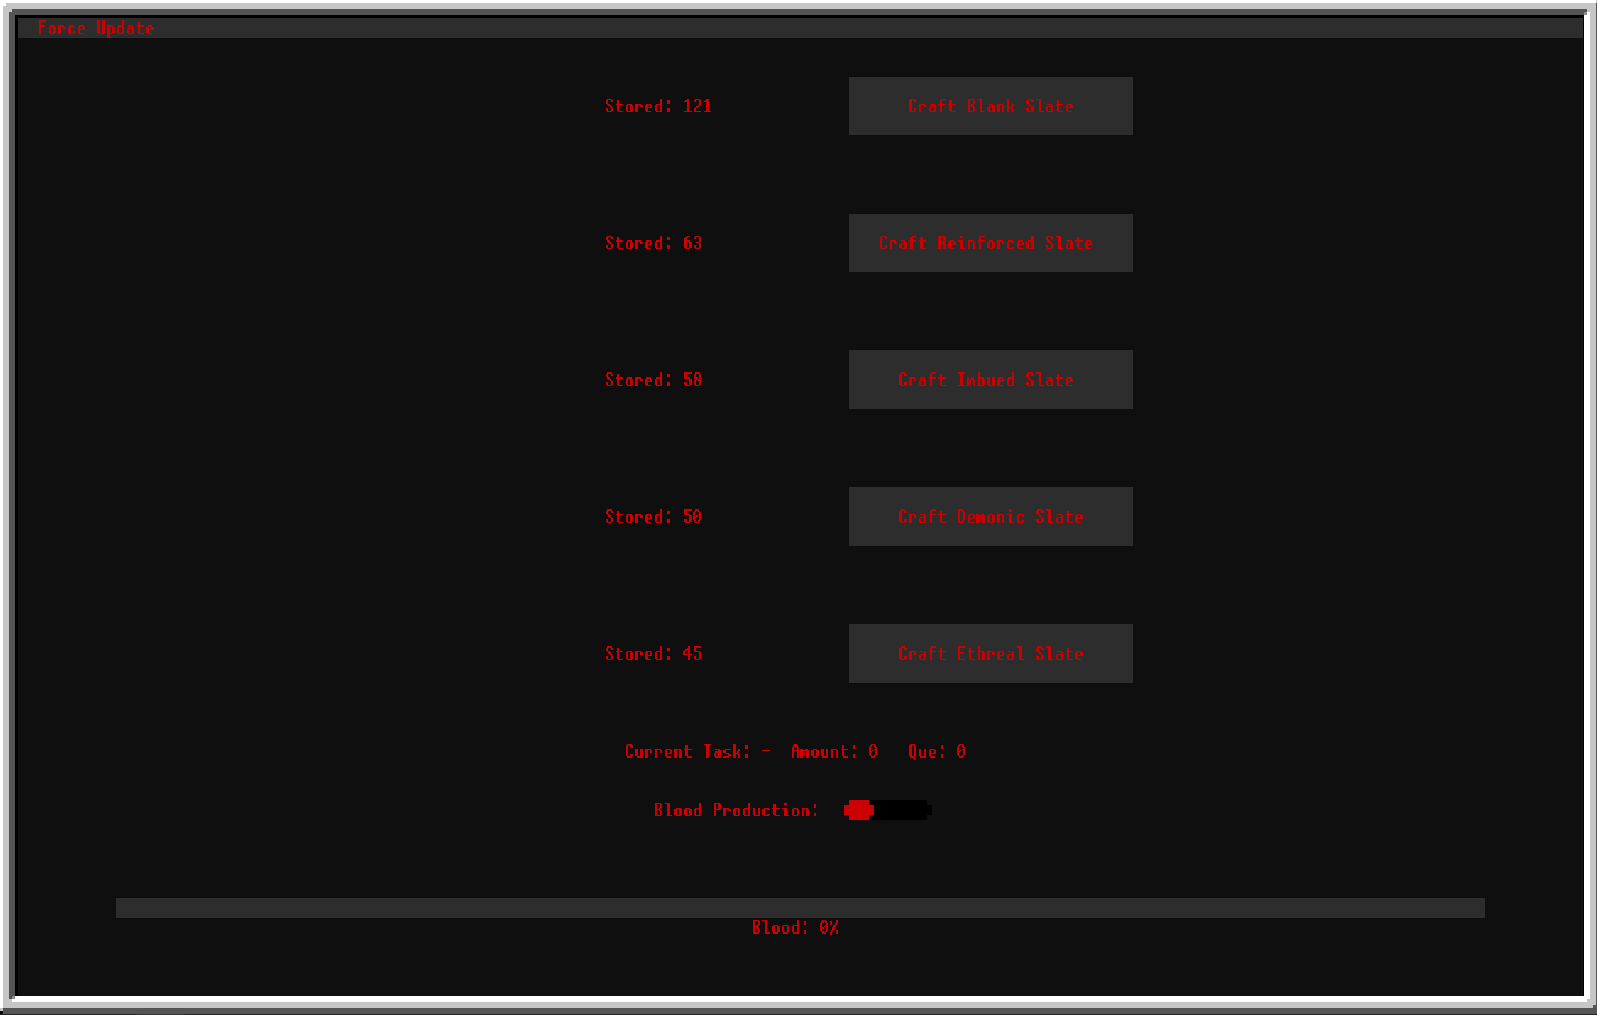 Force Update
Stored: 121 Craft Blank Slate
Stored: 63 Craft Reinforced Slate
Stored: 58 Craft Imbued Slate
Stored: 50 Craft Demonic Slate
Stored: 45 Craft Ethreal Slate
Current Task: - Amount: 0 Que: 0
Blood Production:
Blood: 0%